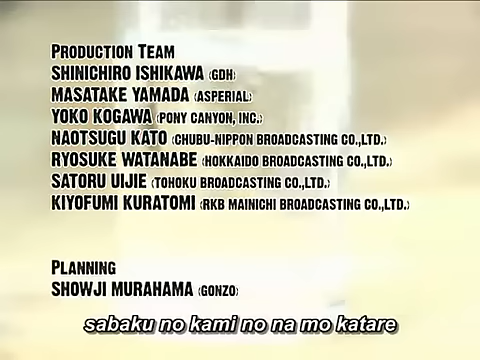 PRODUCTION TEAM
SHINICHIRO ISHIKAWA (GDH)
MASATAKE YAMADA (ASPERIAL)
YOKO KOGAWA (PONY CANYON, INC.)
NAOTSUGU KATO (CHUBU-NIPPON BROADCASTING CO.,LTD.)
RYOSUKE WATANABE (HOKKAIDO BROADCASTING CO.,LTD.)
SATORU UIJIE (TOHOKU BROADCASTING CO.,LTD.)
KIYOFUMI KURATOMI (RKB MAINICHI BROADCASTING CO.,LTD.)
PLANNING
SHOWJI MURAHAMA (GONZO)
sabaku no kami no na mo katare